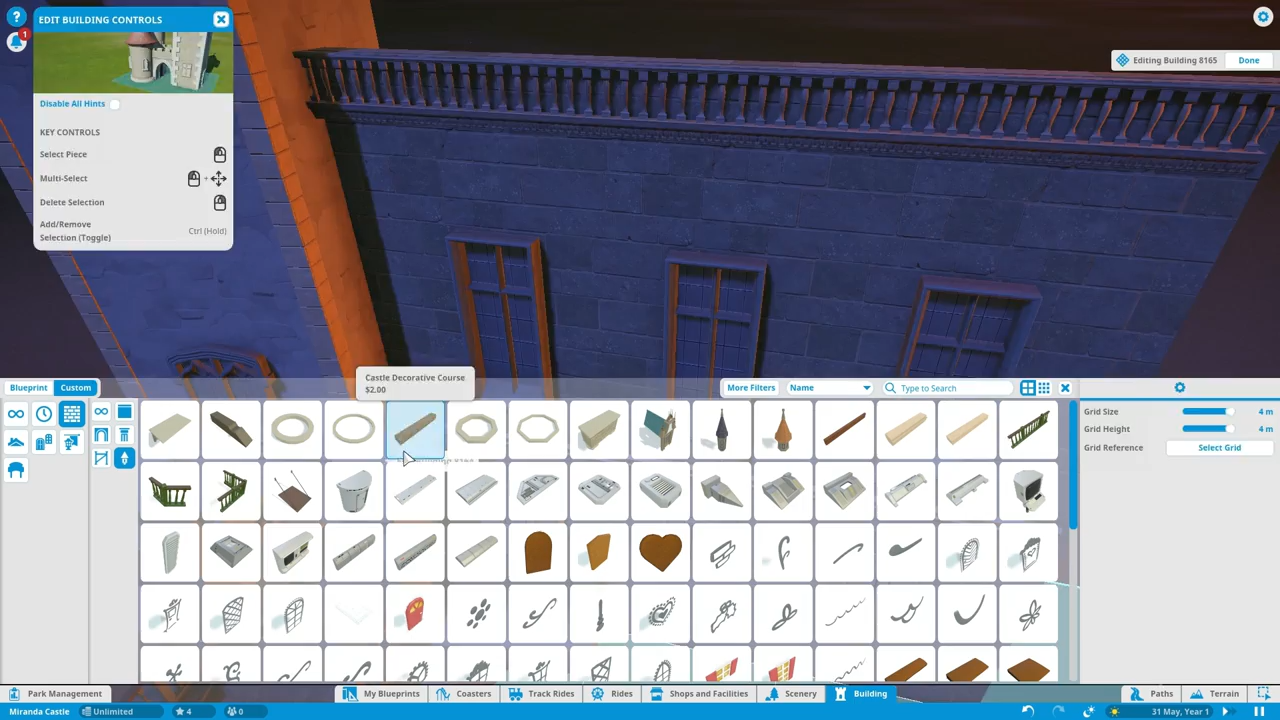 ?
1
EDIT BUILDING CONTROLS
Disable All Hints
KEY CONTROLS
Select Piece
Multi-Select
+
Delete Selection
Add/Remove
Selection (Toggle)
Ctrl (Hold)
Editing Building 8165
Done
Blueprint
Custom
Castle Decorative Course
$2.00
More Filters
Name
Type to Search
Grid Size
4 m
Grid Height
4 m
Grid Reference
Select Grid
Park Management
My Blueprints
Coasters
Track Rides
Rides
Shops and Facilities
Scenery
Building
Paths
Terrain
Miranda Castle
Unlimited
4
0
31 May, Year 1